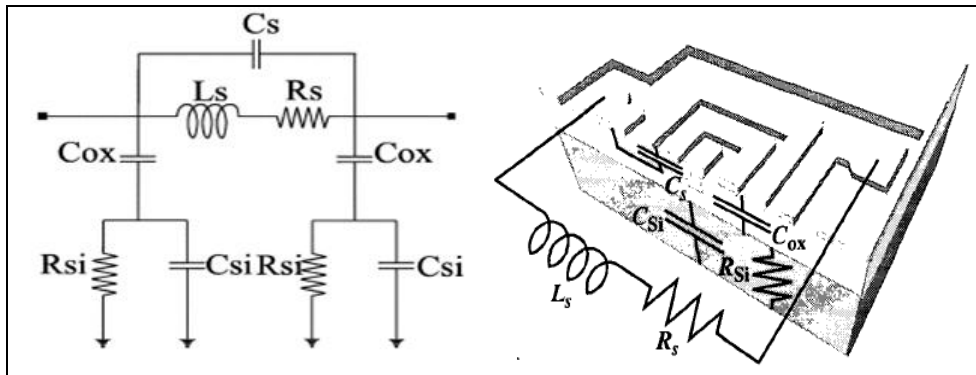 Cs
Ls Rs
Cox Cox
Rsi Csi Rsi Csi
Cs
CSi
Cox
RSi
Ls
Rs